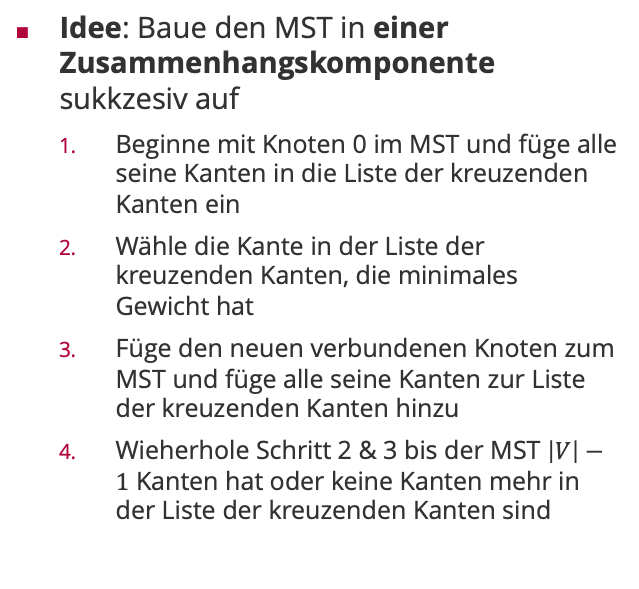 Idee: Baue den MST in einer
Zusammenhangskomponente
sukkzesiv auf
1. Beginne mit Knoten 0 im MST und füge alle
seine Kanten in die Liste der kreuzenden
Kanten ein
2. Wähle die Kante in der Liste der
kreuzenden Kanten, die minimales
Gewicht hat
3. Füge den neuen verbundenen Knoten zum
MST und füge alle seine Kanten zur Liste
der kreuzenden Kanten hinzu
4. Wieherhole Schritt 2 & 3 bis der MST |V| −
1 Kanten hat oder keine Kanten mehr in
der Liste der kreuzenden Kanten sind